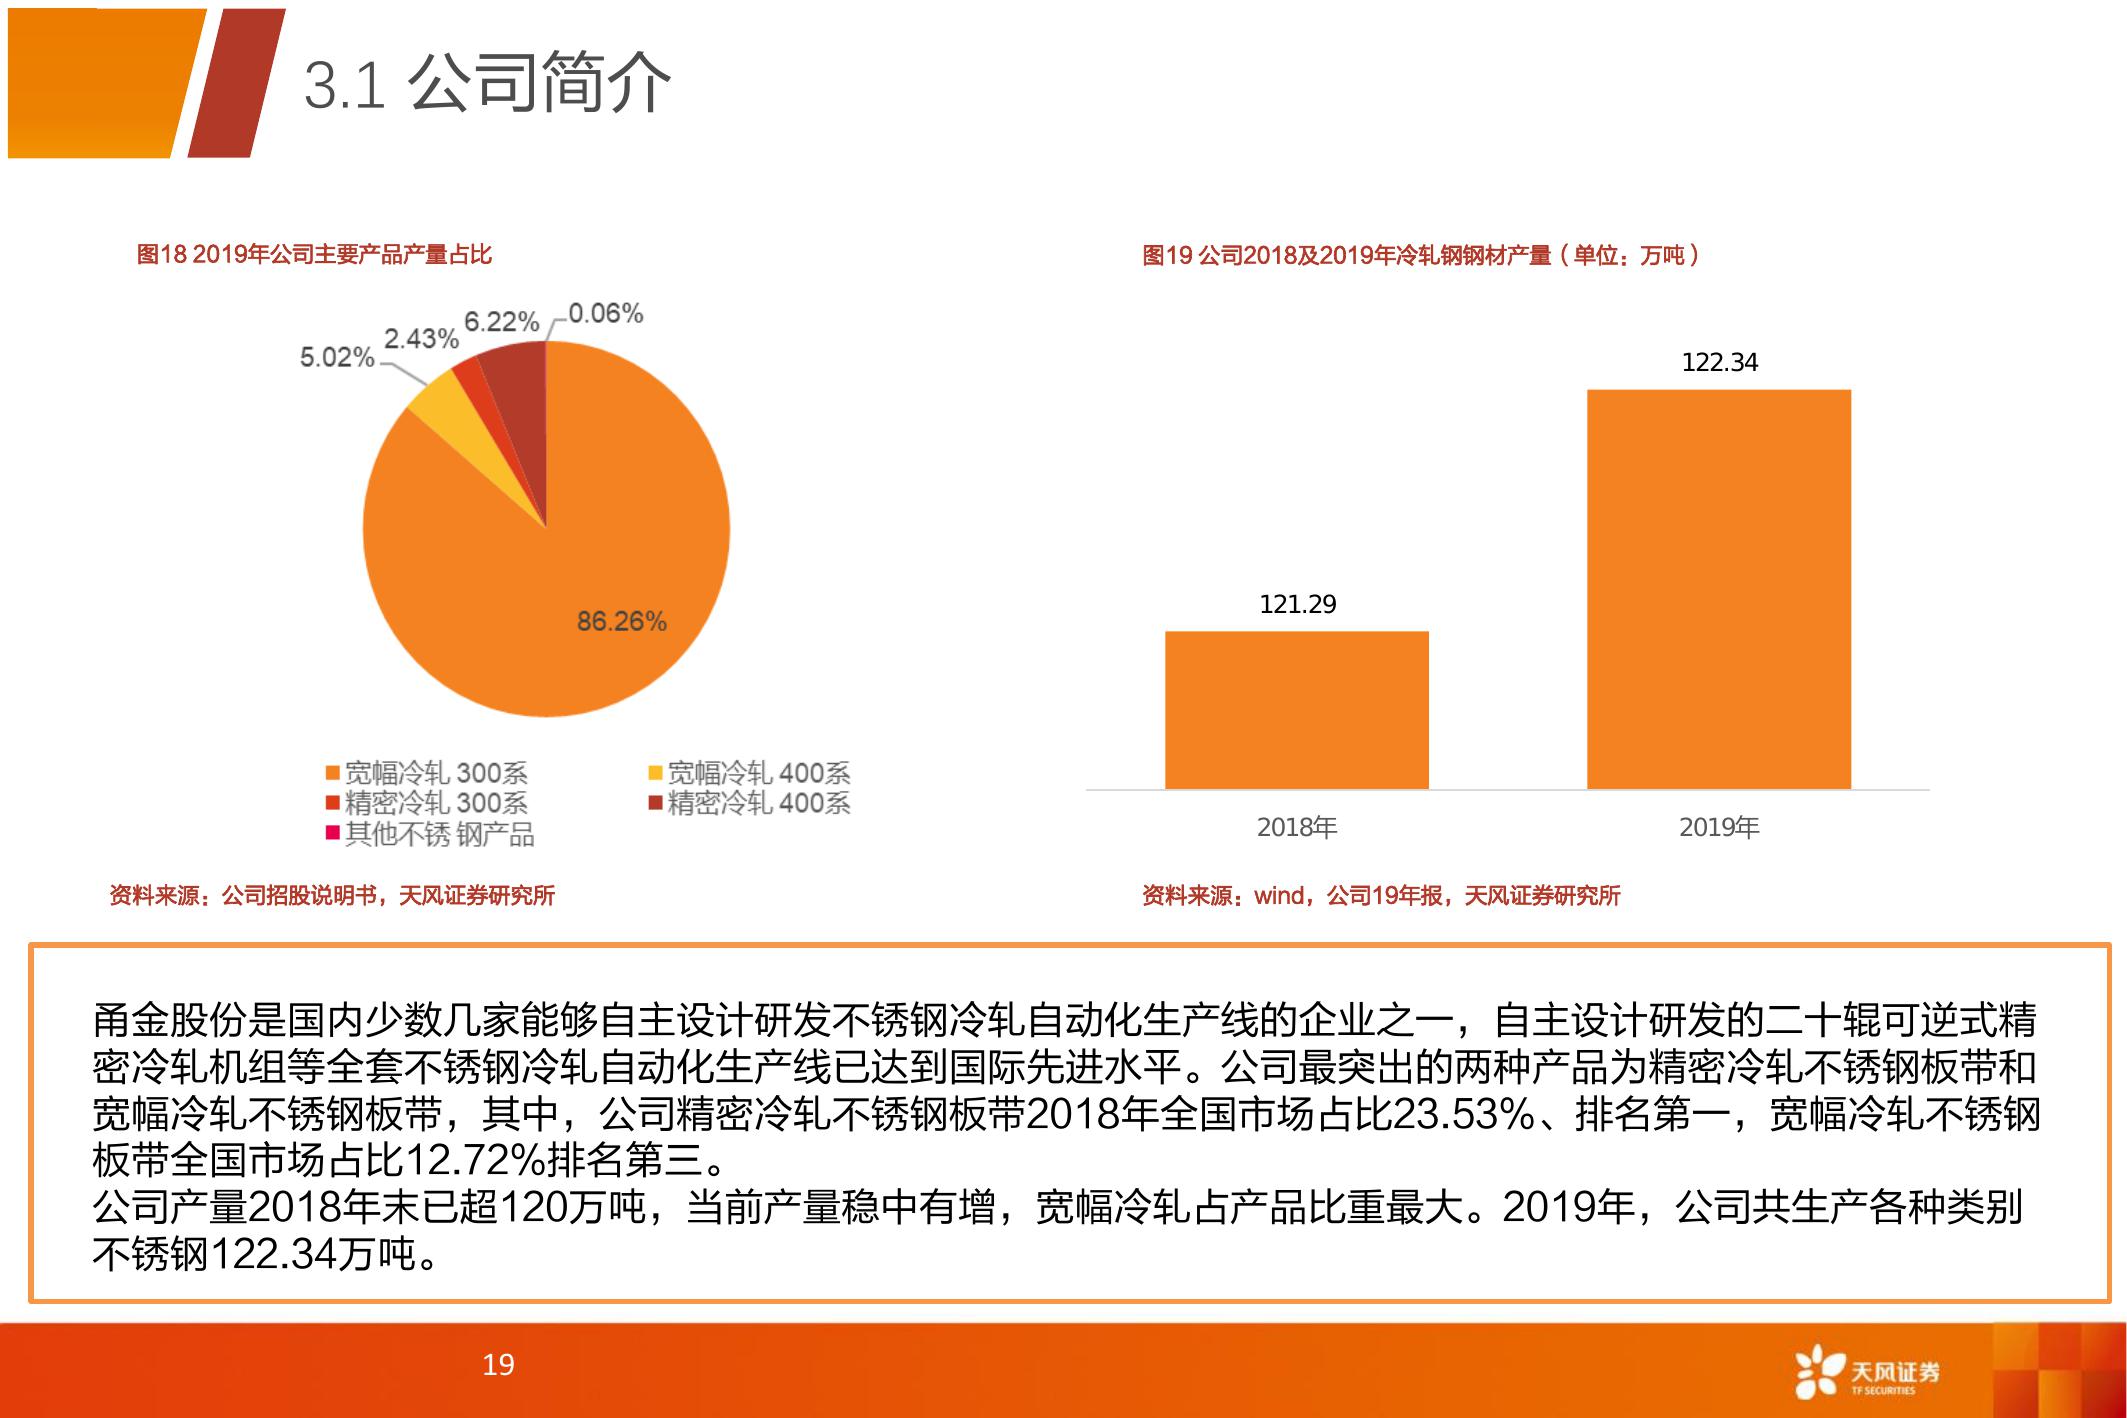 3.1 公司简介
图18 2019年公司主要产品产量占比
5.02%
2.43%
6.22%
0.06%
86.26%
宽幅冷轧 300系
宽幅冷轧 400系
精密冷轧 300系
精密冷轧 400系
其他不锈 钢产品
资料来源：公司招股说明书，天风证券研究所
图19 公司2018及2019年冷轧钢钢材产量（单位：万吨）
121.29
122.34
2018年
2019年
资料来源：wind，公司19年报，天风证券研究所
甬金股份是国内少数几家能够自主设计研发不锈钢冷轧自动化生产线的企业之一，自主设计研发的二十辊可逆式精
密冷轧机组等全套不锈钢冷轧自动化生产线已达到国际先进水平。公司最突出的两种产品为精密冷轧不锈钢板带和
宽幅冷轧不锈钢板带，其中，公司精密冷轧不锈钢板带2018年全国市场占比23.53%、排名第一，宽幅冷轧不锈钢
板带全国市场占比12.72%排名第三。
公司产量2018年末已超120万吨，当前产量稳中有增，宽幅冷轧占产品比重最大。2019年，公司共生产各种类别
不锈钢122.34万吨。
19
天风证券
TF SECURITIES